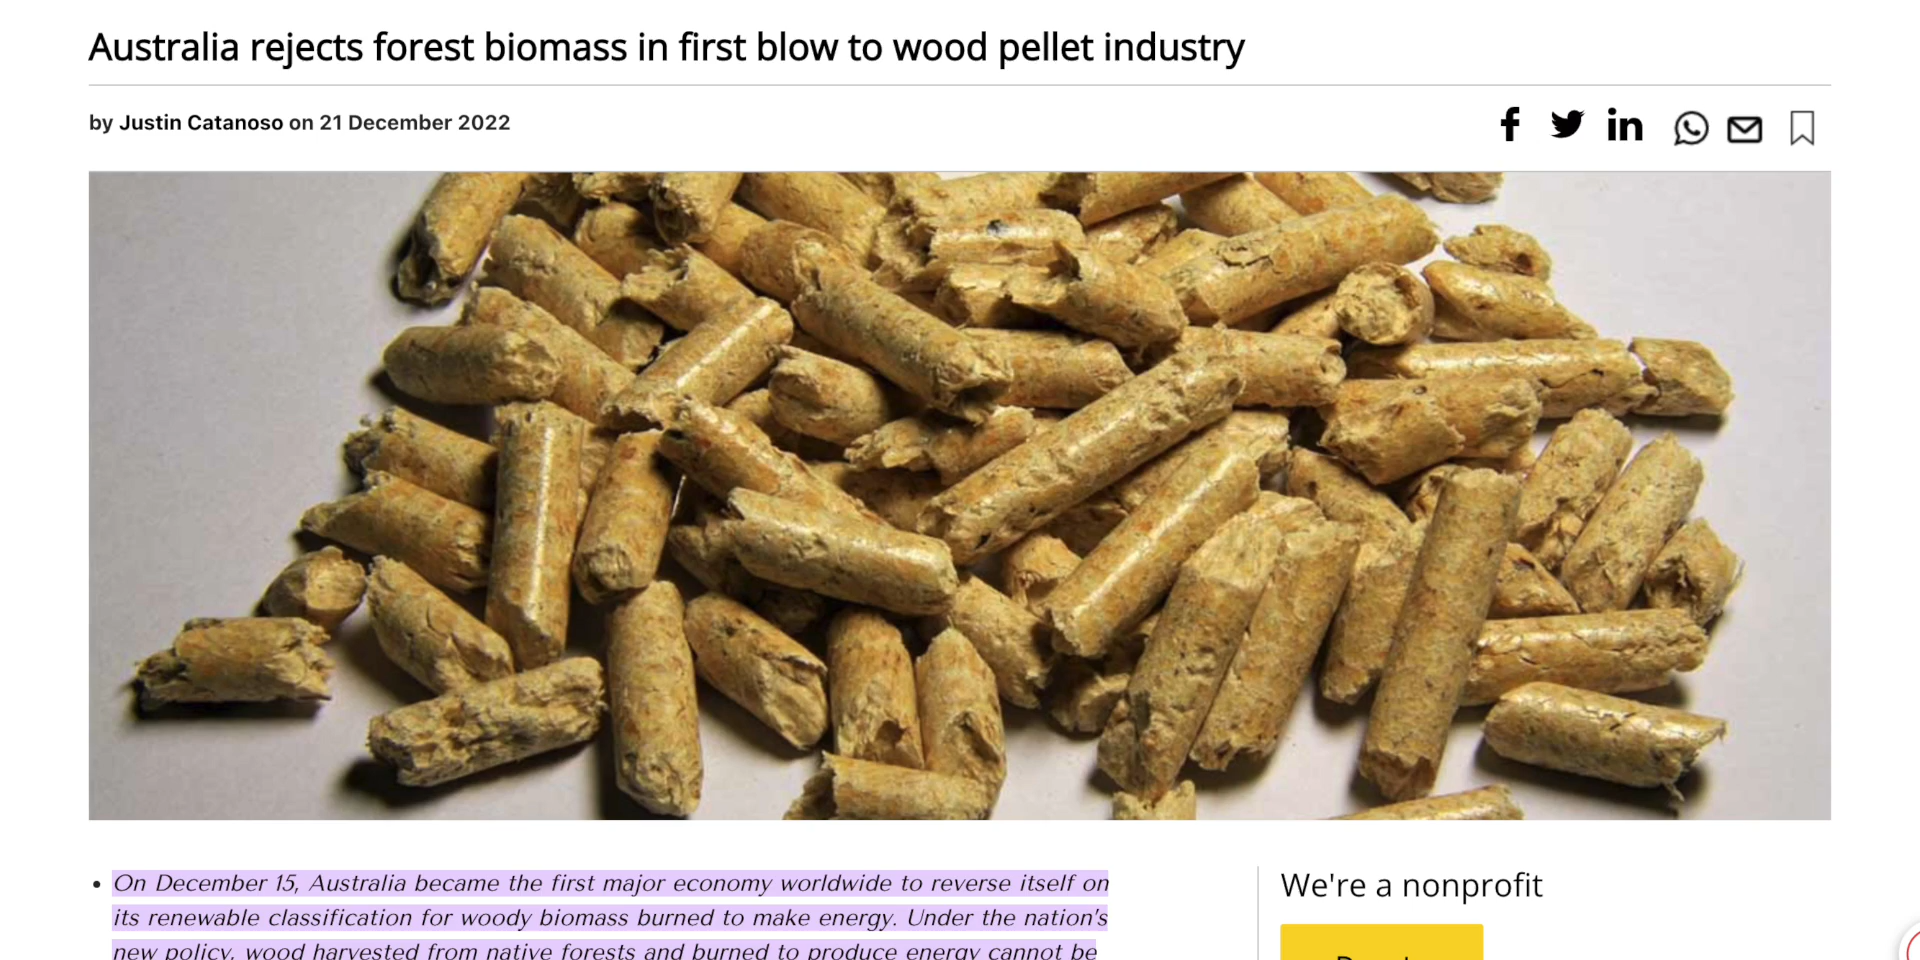 Australia rejects forest biomass in first blow to wood pellet industry
by Justin Catanoso on 21 December 2022
On December 15, Australia became the first major economy worldwide to reverse itself on
its renewable classification for woody biomass burned to make energy. Under the nation's
new policy, wood harvested from native forests and burned to produce energy cannot be
We're a nonprofit